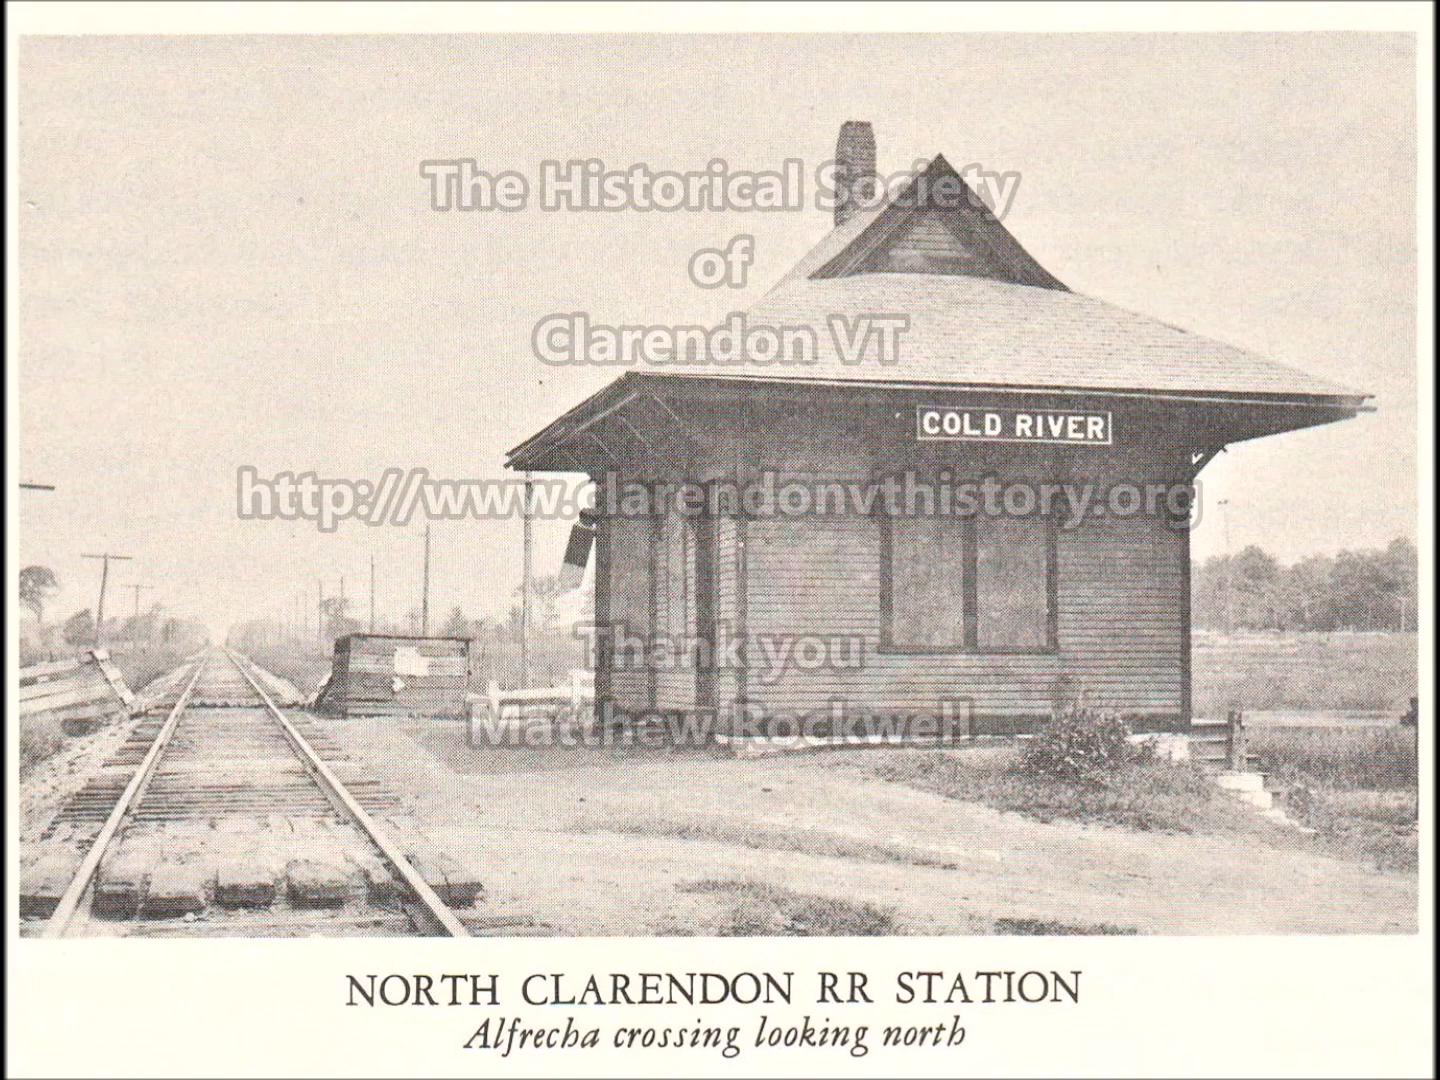 The Historical Society
of
Clarendon VT
COLD RIVER
http://www.clarendonvthistory.org
Thank you
Matthew Rockwell
NORTH CLARENDON RR STATION
Alfrecha crossing looking north